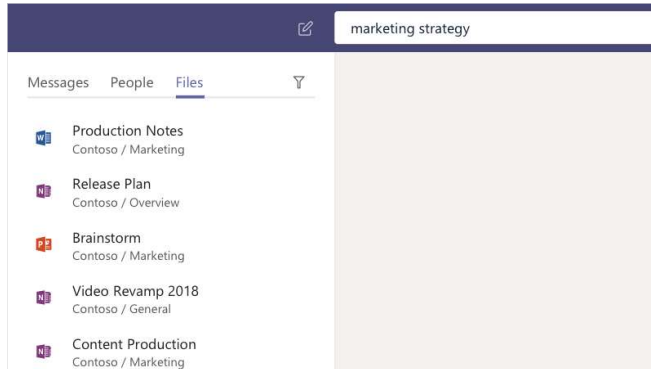 marketing strategy
Messages People Files
Production Notes
Contoso / Marketing
Release Plan
Contoso / Overview
Brainstorm
Contoso / Marketing
Video Revamp 2018
Contoso / General
Content Production
Contoso / Marketing